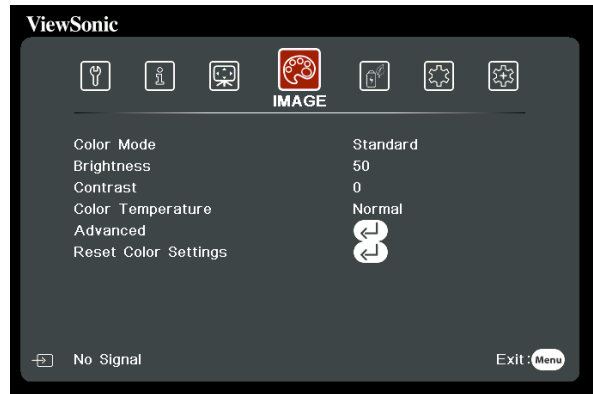 ViewSonic
IMAGE
Color Mode Standard
Brightness 50
Contrast 0
Color Temperature Normal
Advanced
Reset Color Settings
No Signal Exit:Menu